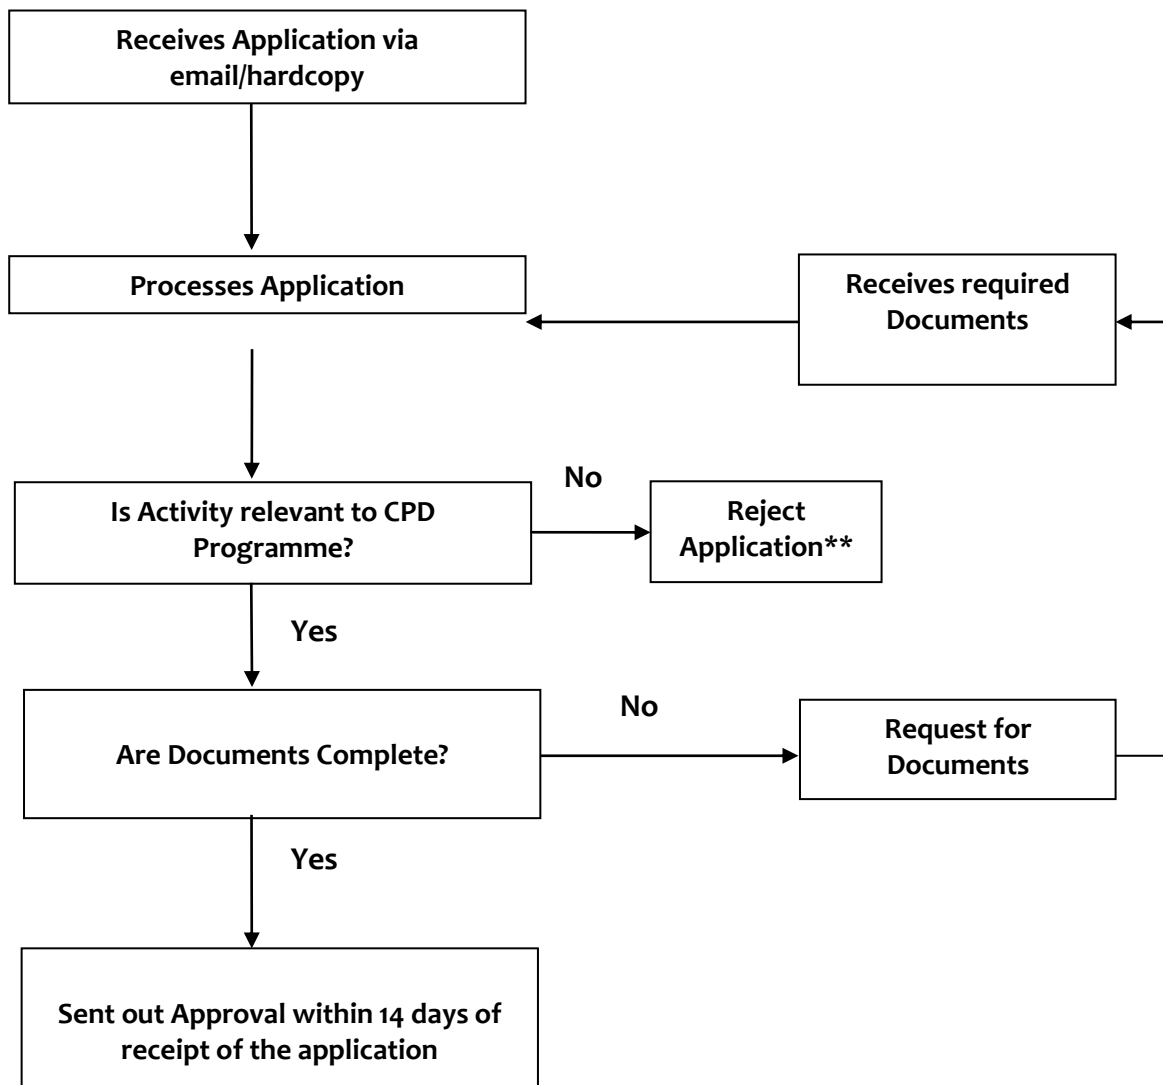 Receives Application via
email/hardcopy
Processes Application
Receives required
Documents
Is Activity relevant to CPD
Programme?
No
Reject
Application**
Yes
Are Documents Complete?
No
Request for
Documents
Yes
Sent out Approval within 14 days of
receipt of the application